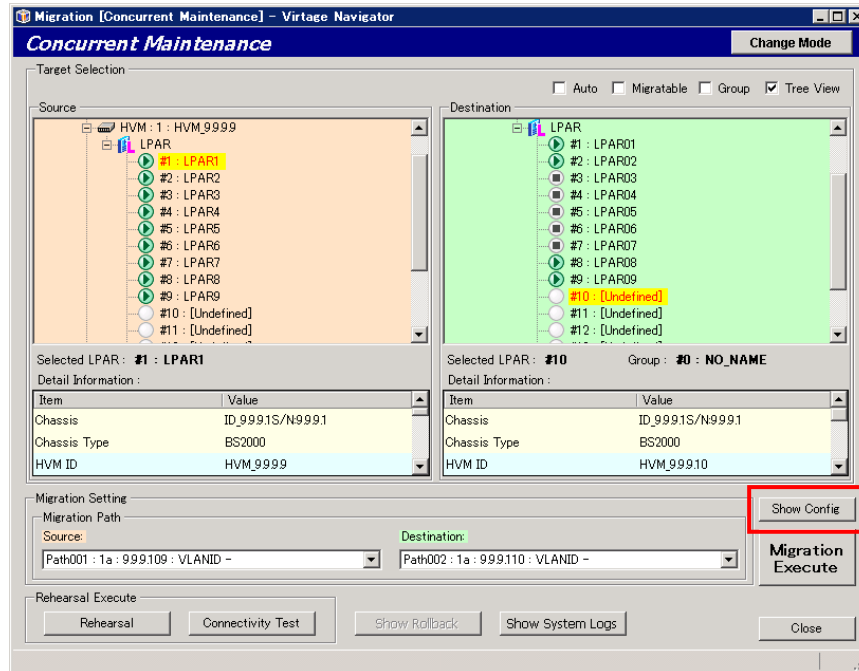 Migration [Concurrent Maintenance] - Virtage Navigator
Concurrent Maintenance
Change Mode
Target Selection
Auto Migratable Group Tree View
Source
HVM : 1 : HVM_9.9.9.9
LPAR
#1 : LPAR1
#2 : LPAR2
#3 : LPAR3
#4 : LPAR4
#5 : LPAR5
#6 : LPAR6
#7 : LPAR7
#8 : LPAR8
#9 : LPAR9
#10 : [Undefined]
#11 : [Undefined]
Selected LPAR : #1 : LPAR1
Detail Information :
Item Value
Chassis ID_9.9.9.1S/N:9.9.9.1
Chassis Type BS2000
HVM ID HVM_9.9.9.9
Destination
LPAR
#1 : LPAR01
#2 : LPAR02
#3 : LPAR03
#4 : LPAR04
#5 : LPAR05
#6 : LPAR06
#7 : LPAR07
#8 : LPAR08
#9 : LPAR09
#10 : [Undefined]
#11 : [Undefined]
#12 : [Undefined]
Selected LPAR : #10 Group : #0 : NO_NAME
Detail Information :
Item Value
Chassis ID_9.9.9.1S/N:9.9.9.1
Chassis Type BS2000
HVM ID HVM_9.9.9.10
Migration Setting
Migration Path
Source:
Path001 : 1a : 9.9.9.109 : VLANID -
Destination:
Path002 : 1a : 9.9.9.110 : VLANID -
Show Config
Migration
Execute
Rehearsal Execute
Rehearsal Connectivity Test Show Rollback Show System Logs
Close